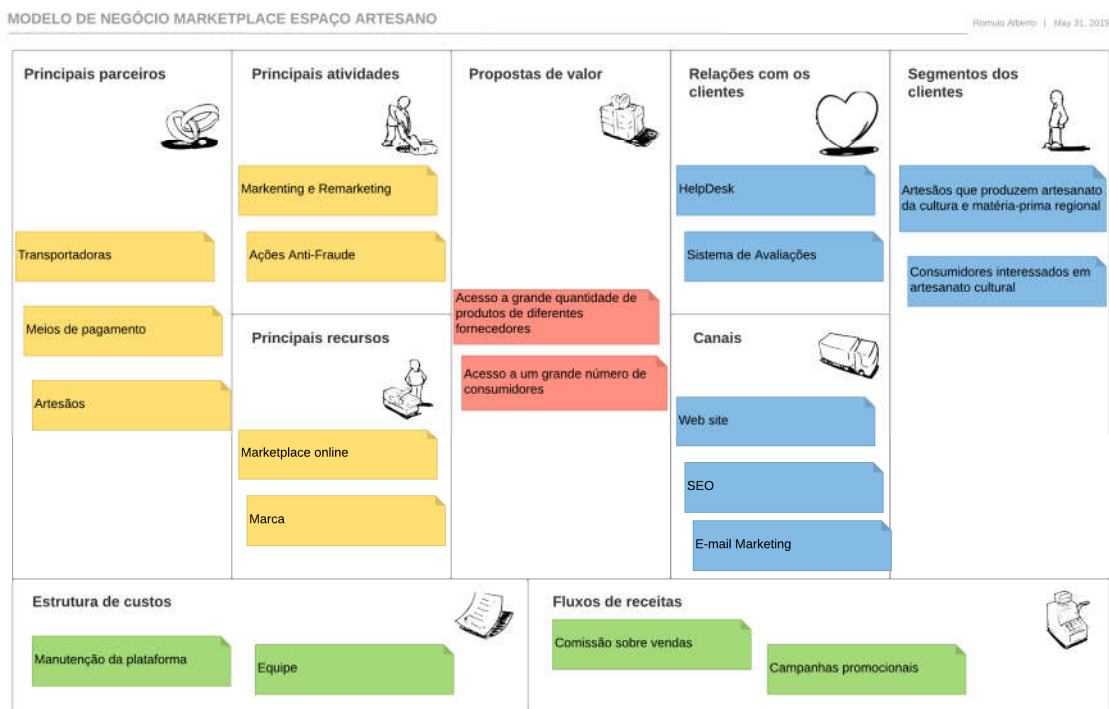 MODELO DE NEGÓCIO MARKETPLACE ESPAÇO ARTESANO
Romulo Alberto | May 31, 2019
Principais parceiros
Transportadoras
Meios de pagamento
Artesãos
Principais atividades
Markenting e Remarketing
Ações Anti-Fraude
Principais recursos
Marketplace online
Marca
Propostas de valor
Acesso a grande quantidade de
produtos de diferentes
fornecedores
Acesso a um grande número de
consumidores
Relações com os
clientes
HelpDesk
Sistema de Avaliações
Canais
Web site
SEO
E-mail Marketing
Segmentos dos
clientes
Artesãos que produzem artesanato
da cultura e matéria-prima regional
Consumidores interessados em
artesanato cultural
Estrutura de custos
Manutenção da plataforma
Equipe
Fluxos de receitas
Comissão sobre vendas
Campanhas promocionais